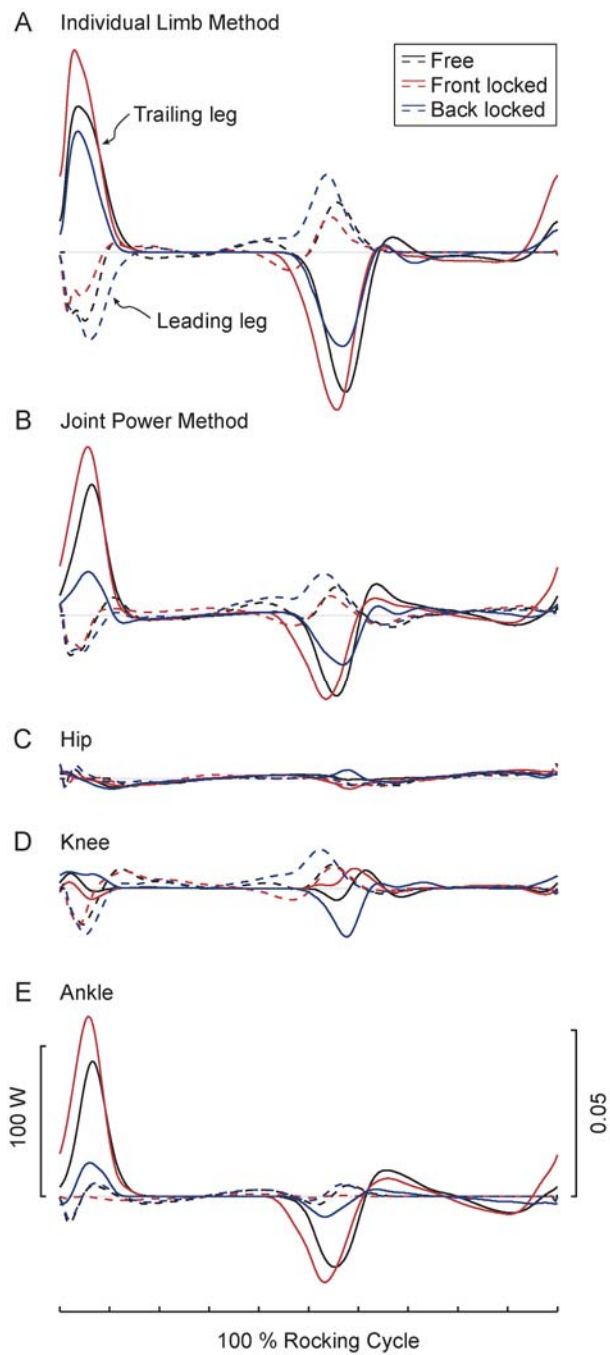 A Individual Limb Method
Free
Front locked
Back locked
Trailing leg
Leading leg
B Joint Power Method
C Hip
D Knee
E Ankle
100 W
0.05
100 % Rocking Cycle